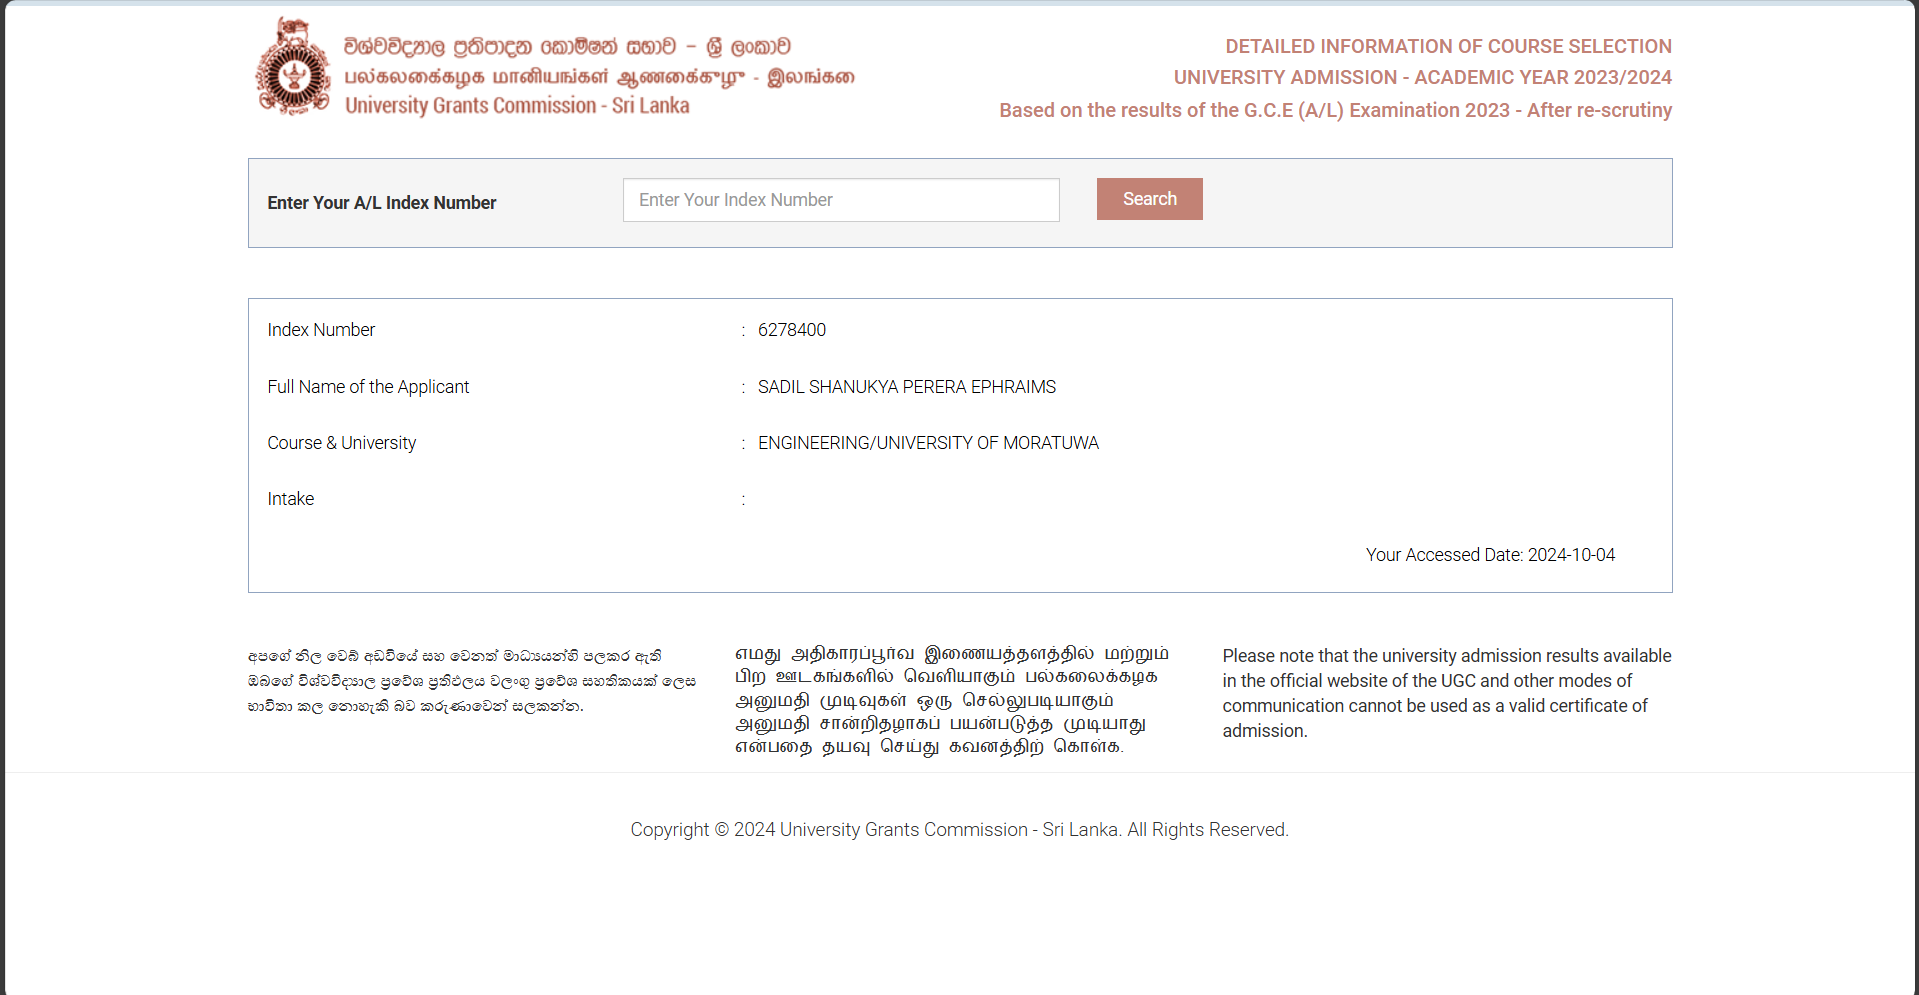 විශ්වවිද්‍යාල ප්‍රතිපාදන කොමිෂන් සභාව – ශ්‍රී ලංකාව
பல்கலைக்கழக மானியங்கள் ஆணைக்குழு - இலங்கை
University Grants Commission - Sri Lanka
DETAILED INFORMATION OF COURSE SELECTION
UNIVERSITY ADMISSION - ACADEMIC YEAR 2023/2024
Based on the results of the G.C.E (A/L) Examination 2023 - After re-scrutiny
Enter Your A/L Index Number Enter Your Index Number Search
Index Number : 6278400
Full Name of the Applicant : SADIL SHANUKYA PERERA EPHRAIMS
Course & University : ENGINEERING/UNIVERSITY OF MORATUWA
Intake :
Your Accessed Date: 2024-10-04
අපගේ නිල වෙබ් අඩවියේ සහ වෙනත් මාධ්‍යයන්හි පලකර ඇති
ඔබගේ විශ්වවිද්‍යාල ප්‍රවේශ ප්‍රතිඵලය වලංගු ප්‍රවේශ සහතිකයක් ලෙස
භාවිතා කල නොහැකි බව කරුණාවෙන් සලකන්න.
எமது அதிகாரப்பூர்வ இணையத்தளத்தில் மற்றும்
பிற ஊடகங்களில் வெளியாகும் பல்கலைக்கழக
அனுமதி முடிவுகள் ஒரு செல்லுபடியாகும்
அனுமதி சான்றிதழாகப் பயன்படுத்த முடியாது
என்பதை தயவு செய்து கவனத்திற் கொள்க.
Please note that the university admission results available
in the official website of the UGC and other modes of
communication cannot be used as a valid certificate of
admission.
Copyright © 2024 University Grants Commission - Sri Lanka. All Rights Reserved.